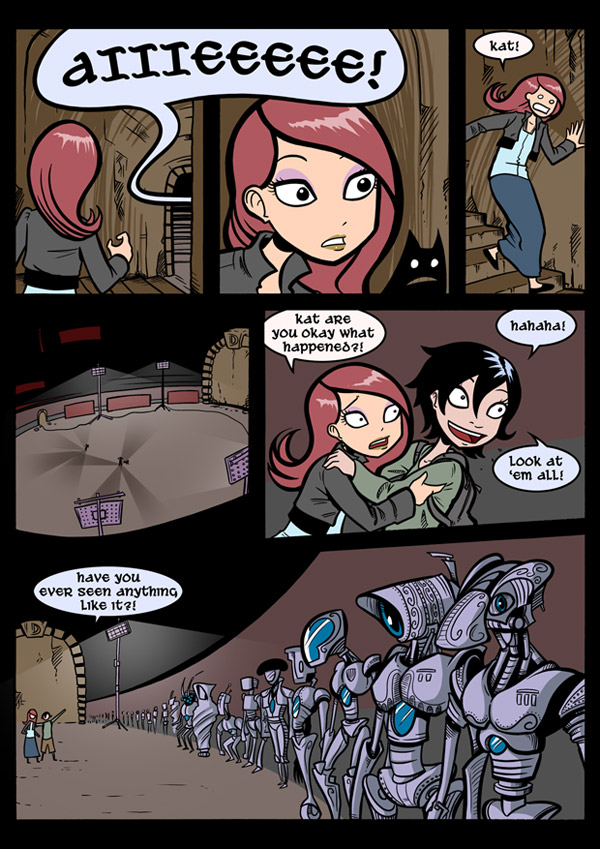 aIIIEEEEE!
kat!
kat are
you okay what
happened?!
hahaha!
Look at
'em all!
D
have you
ever seen anything
like it?!
D